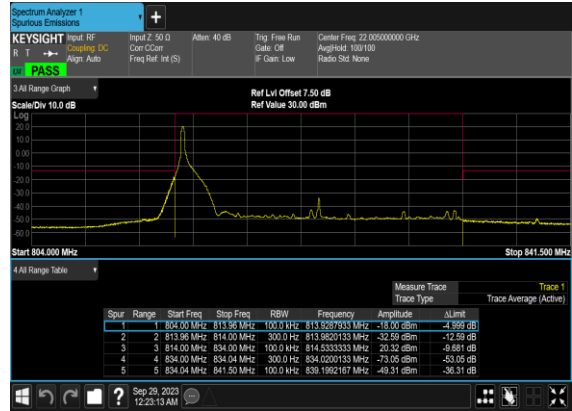 Spectrum Analyzer 1
Spurious Emissions
KEYSIGHT Input: RF Input Z: 50 Ω Atten: 40 dB Trig: Free Run Center Freq: 22.005000000 GHz
R T Coupling: DC Corr CCorr Gate: Off Avg|Hold: 100/100
Align: Auto Freq Ref: Int (S) IF Gain: Low Radio Std: None
PASS
3 All Range Graph
Ref Lvl Offset 7.50 dB
Scale/Div 10.0 dB Ref Value 30.00 dBm
Log
20.0
10.0
0.00
-10.0
-20.0
-30.0
-40.0
-50.0
-60.0
Start 804.000 MHz Stop 841.500 MHz
4 All Range Table
Measure Trace Trace 1
Trace Type Trace Average (Active)
Spur Range Start Freq Stop Freq RBW Frequency Amplitude ΔLimit
1 1 804.00 MHz 813.96 MHz 100.0 kHz 813.9287933 MHz -18.00 dBm -4.999 dB
2 2 813.96 MHz 814.00 MHz 300.0 Hz 813.9820133 MHz -32.59 dBm -12.59 dB
3 3 814.00 MHz 834.00 MHz 100.0 kHz 814.5333333 MHz 20.32 dBm -9.681 dB
4 4 834.00 MHz 834.04 MHz 300.0 Hz 834.0200133 MHz -73.05 dBm -53.05 dB
5 5 834.04 MHz 841.50 MHz 100.0 kHz 839.1992167 MHz -49.31 dBm -36.31 dB
Sep 29, 2023
12:23:13 AM